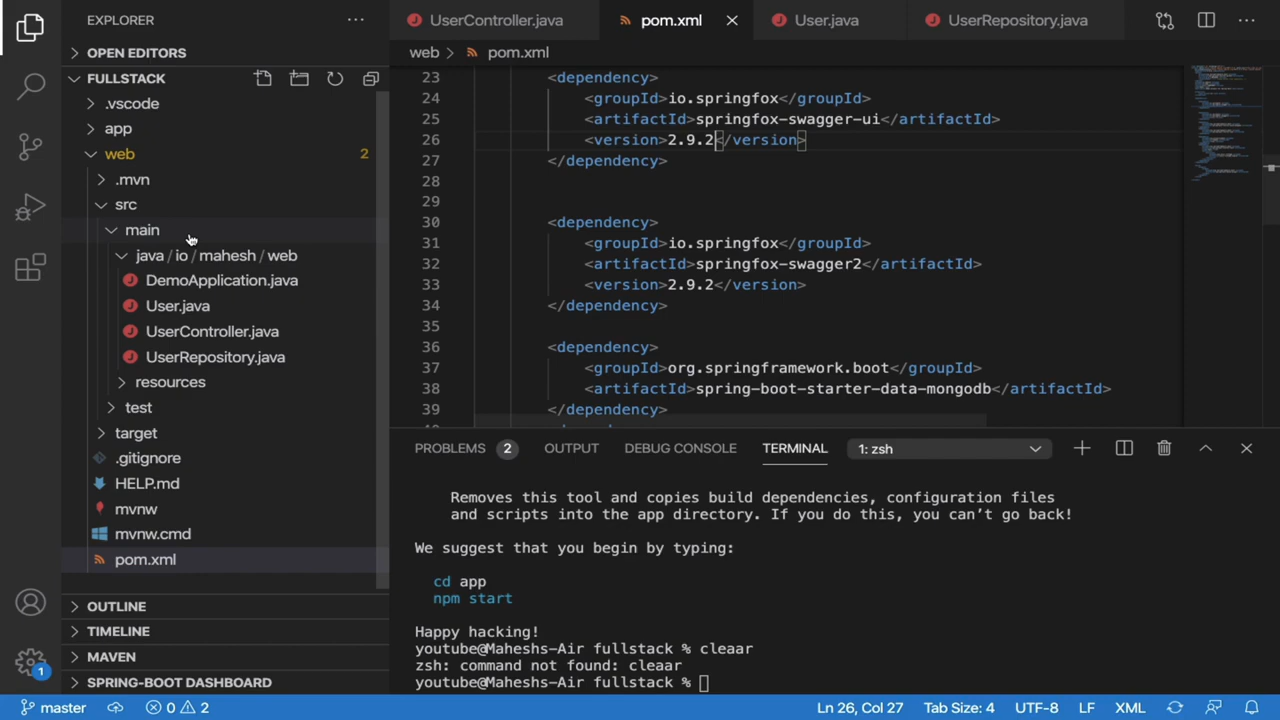 EXPLORER
OPEN EDITORS
FULLSTACK
.vscode
app
web 2
.mvn
src
main
java / io / mahesh / web
DemoApplication.java
User.java
UserController.java
UserRepository.java
resources
test
target
.gitignore
HELP.md
mvnw
mvnw.cmd
pom.xml
OUTLINE
TIMELINE
MAVEN
SPRING-BOOT DASHBOARD
1
UserController.java pom.xml User.java UserRepository.java
web pom.xml
23 <dependency>
24 <groupId>io.springfox</groupId>
25 <artifactId>springfox-swagger-ui</artifactId>
26 <version>2.9.2</version>
27 </dependency>
28
29
30 <dependency>
31 <groupId>io.springfox</groupId>
32 <artifactId>springfox-swagger2</artifactId>
33 <version>2.9.2</version>
34 </dependency>
35
36 <dependency>
37 <groupId>org.springframework.boot</groupId>
38 <artifactId>spring-boot-starter-data-mongodb</artifactId>
39 </dependency>
PROBLEMS 2 OUTPUT DEBUG CONSOLE TERMINAL 1: zsh
Removes this tool and copies build dependencies, configuration files
and scripts into the app directory. If you do this, you can’t go back!
We suggest that you begin by typing:
cd app
npm start
Happy hacking!
youtube@Maheshs-Air fullstack % cleaar
zsh: command not found: cleaar
youtube@Maheshs-Air fullstack %
master 0 2 Ln 26, Col 27 Tab Size: 4 UTF-8 LF XML